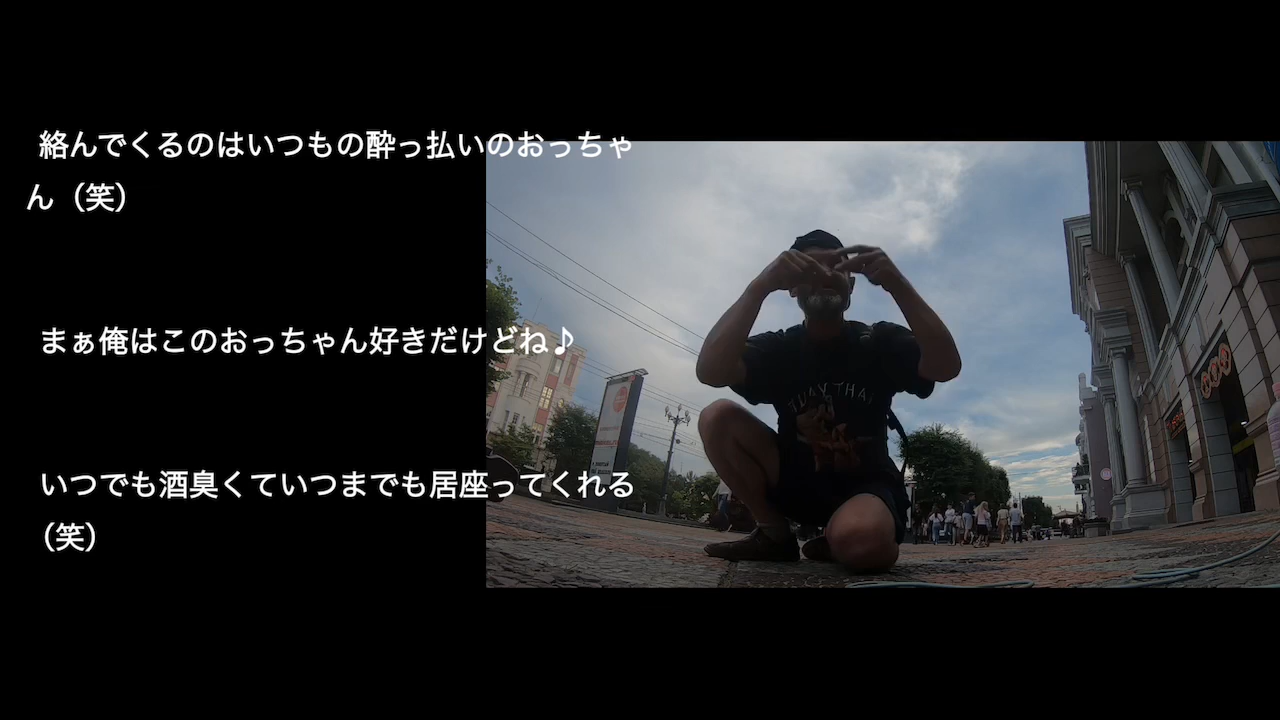 絡んでくるのはいつもの酔っ払いのおっちゃ
ん（笑）
まぁ俺はこのおっちゃん好きだけどね♪
いつでも酒臭くていつまでも居座ってくれる
（笑）
MUAY THAI